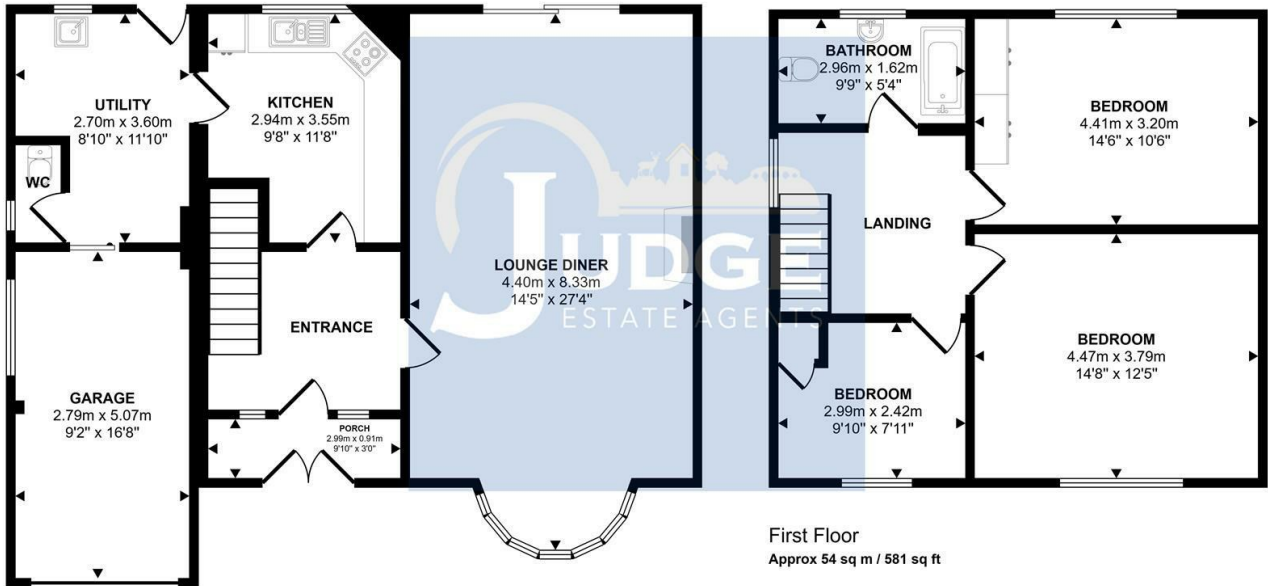 UTILITY
2.70m x 3.60m
8'10" x 11'10"
WC
KITCHEN
2.94m x 3.55m
9'8" x 11'8"
LOUNGE DINER
4.40m x 8.33m
14'5" x 27'4"
ENTRANCE
GARAGE
2.79m x 5.07m
9'2" x 16'8"
PORCH
2.99m x 0.91m
9'10" x 3'0"
JUDGE
ESTATE AGENTS
BATHROOM
2.96m x 1.62m
9'9" x 5'4"
BEDROOM
4.41m x 3.20m
14'6" x 10'6"
LANDING
BEDROOM
4.47m x 3.79m
14'8" x 12'5"
BEDROOM
2.99m x 2.42m
9'10" x 7'11"
First Floor
Approx 54 sq m / 581 sq ft